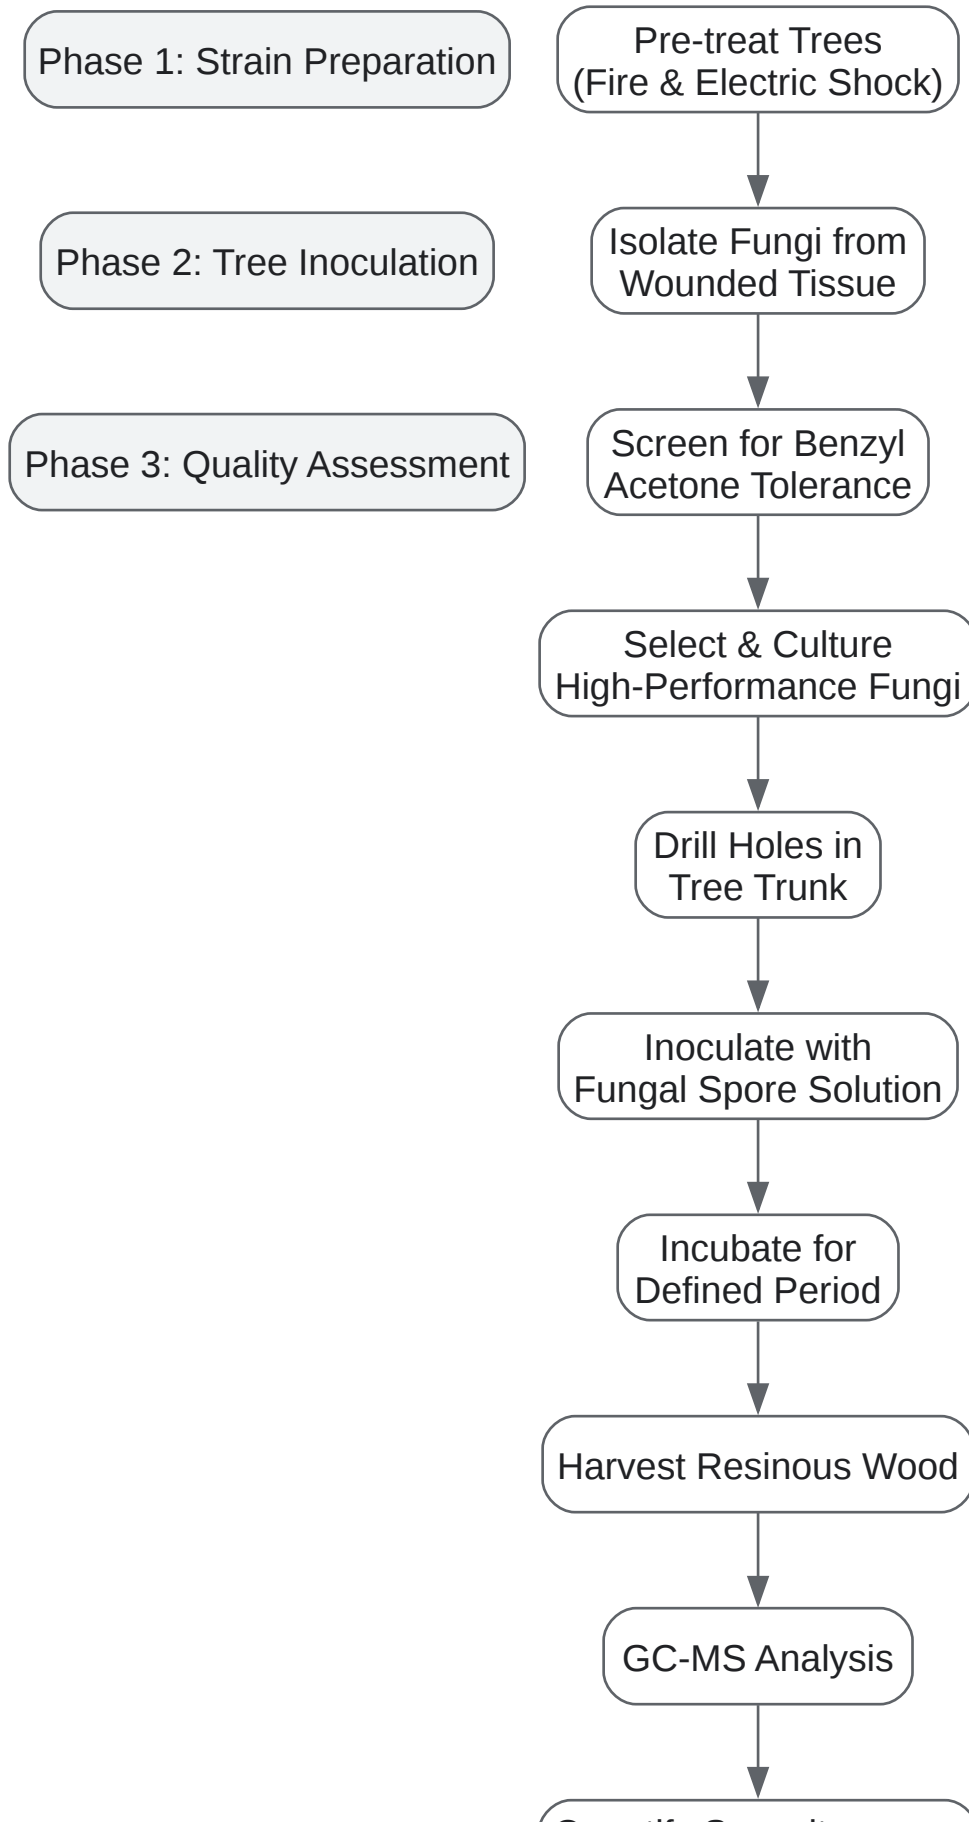 Phase 1: Strain Preparation
Phase 2: Tree Inoculation
Phase 3: Quality Assessment
Pre-treat Trees
(Fire & Electric Shock)
Isolate Fungi from
Wounded Tissue
Screen for Benzyl
Acetone Tolerance
Select & Culture
High-Performance Fungi
Drill Holes in
Tree Trunk
Inoculate with
Fungal Spore Solution
Incubate for
Defined Period
Harvest Resinous Wood
GC-MS Analysis